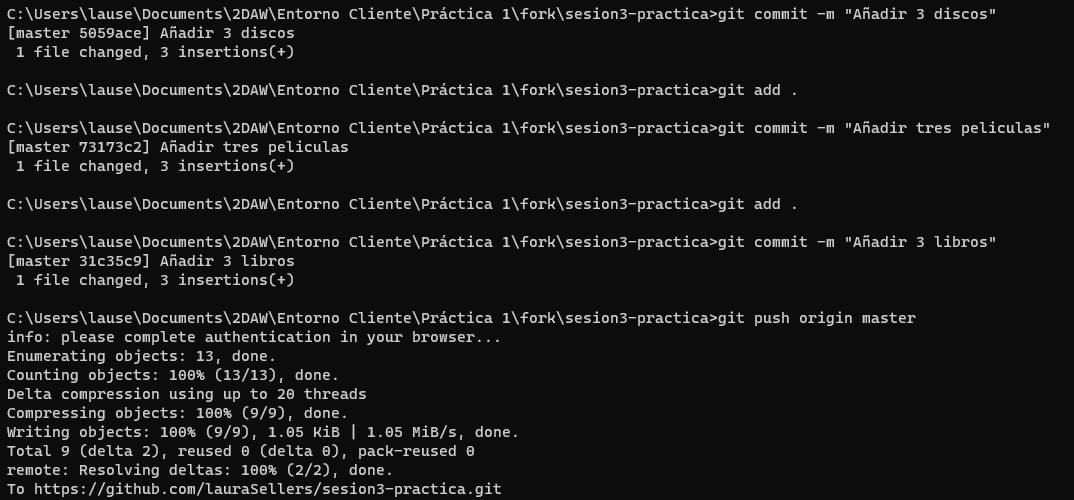 C:\Users\lause\Documents\2DAW\Entorno Cliente\Práctica 1\fork\sesion3-practica>git commit -m "Añadir 3 discos"
[master 5059ace] Añadir 3 discos
 1 file changed, 3 insertions(+)

C:\Users\lause\Documents\2DAW\Entorno Cliente\Práctica 1\fork\sesion3-practica>git add .

C:\Users\lause\Documents\2DAW\Entorno Cliente\Práctica 1\fork\sesion3-practica>git commit -m "Añadir tres peliculas"
[master 73173c2] Añadir tres peliculas
 1 file changed, 3 insertions(+)

C:\Users\lause\Documents\2DAW\Entorno Cliente\Práctica 1\fork\sesion3-practica>git add .

C:\Users\lause\Documents\2DAW\Entorno Cliente\Práctica 1\fork\sesion3-practica>git commit -m "Añadir 3 libros"
[master 31c35c9] Añadir 3 libros
 1 file changed, 3 insertions(+)

C:\Users\lause\Documents\2DAW\Entorno Cliente\Práctica 1\fork\sesion3-practica>git push origin master
info: please complete authentication in your browser...
Enumerating objects: 13, done.
Counting objects: 100% (13/13), done.
Delta compression using up to 20 threads
Compressing objects: 100% (9/9), done.
Writing objects: 100% (9/9), 1.05 KiB | 1.05 MiB/s, done.
Total 9 (delta 2), reused 0 (delta 0), pack-reused 0
remote: Resolving deltas: 100% (2/2), done.
To https://github.com/lauraSellers/sesion3-practica.git